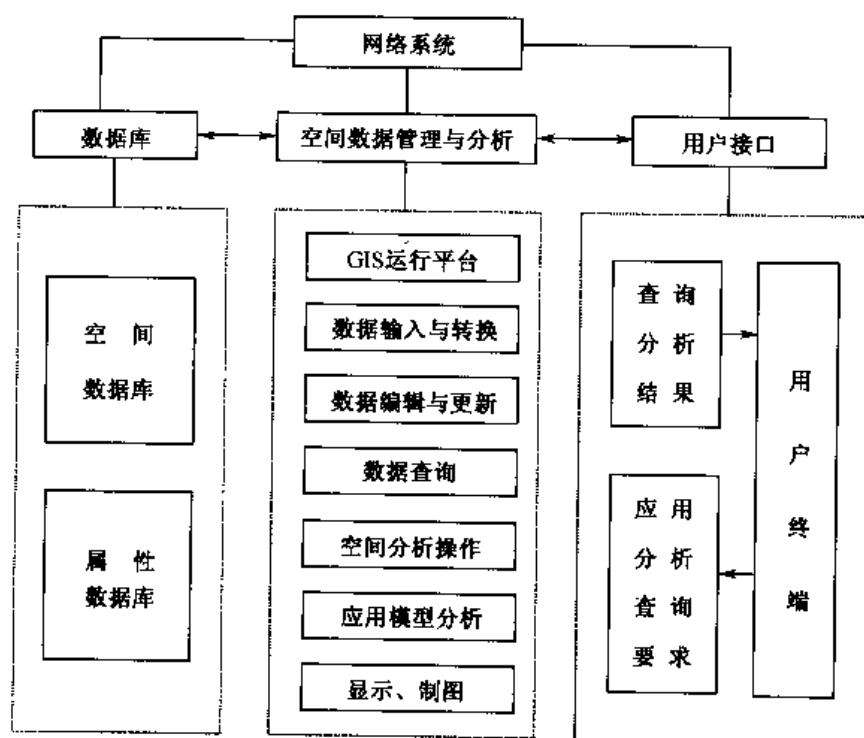 网络系统
数据库
空间数据管理与分析
用户接口
空 间
数据库
属 性
数据库
GIS运行平台
数据输入与转换
数据编辑与更新
数据查询
空间分析操作
应用模型分析
显示、制图
查 询
分 析
结 果
应 用
分 析
查 询
要 求
用
户
终
端